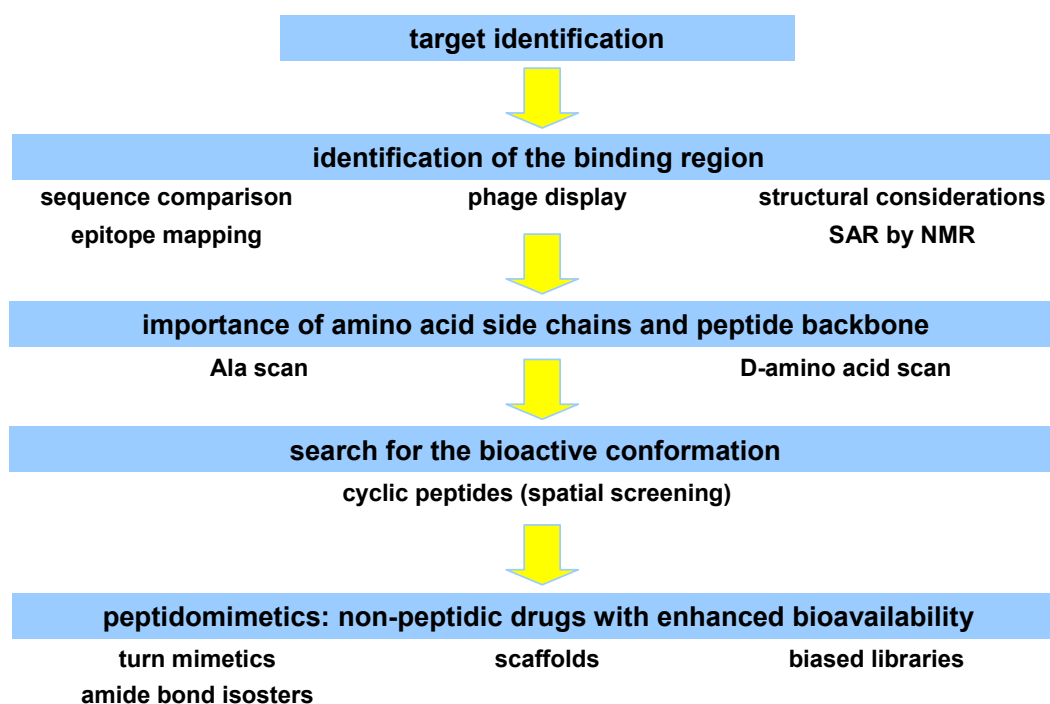 target identification
identification of the binding region
sequence comparison phage display structural considerations
epitope mapping SAR by NMR
importance of amino acid side chains and peptide backbone
Ala scan D-amino acid scan
search for the bioactive conformation
cyclic peptides (spatial screening)
peptidomimetics: non-peptidic drugs with enhanced bioavailability
turn mimetics scaffolds biased libraries
amide bond isosters